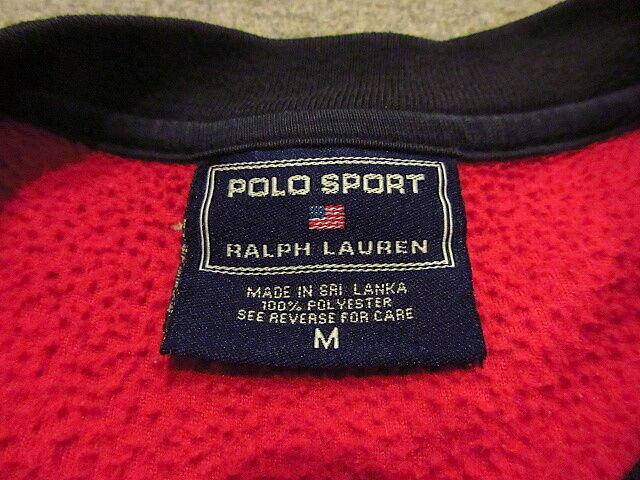 POLO SPORT
RALPH LAUREN
MADE IN SRI LANKA
100% POLYESTER
SEE REVERSE FOR CARE
M